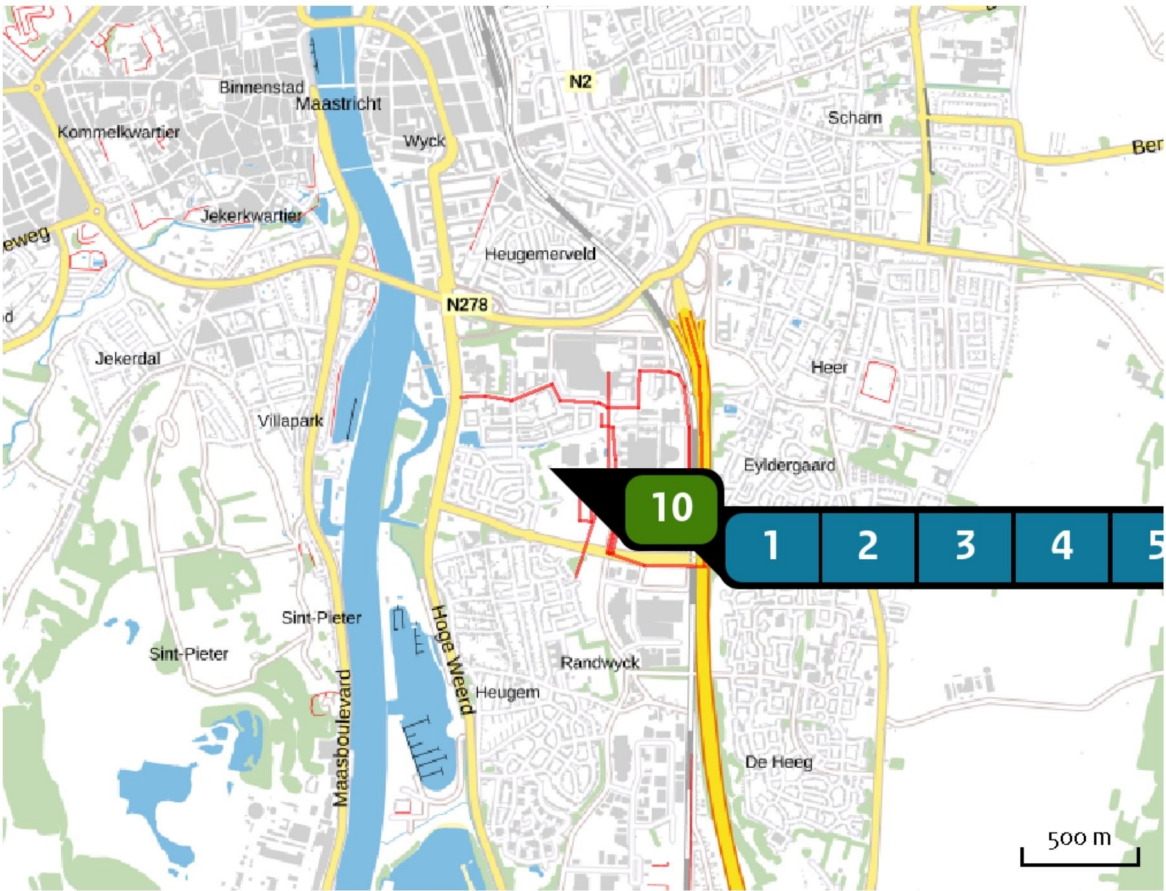 Binnenstad
Maastricht
N2
Scharn
Kommelkwartier
Wyck
Ber
Jekerkwartier
eweg
Heugemerveld
N278
d
Jekerdal
Heer
Villapark
Eyldergaard
10
1 2 3 4 5
Sint-Pieter
Sint-Pieter
Hoge Weerd
Randwyck
Heugem
Maasboulevard
De Heeg
500 m